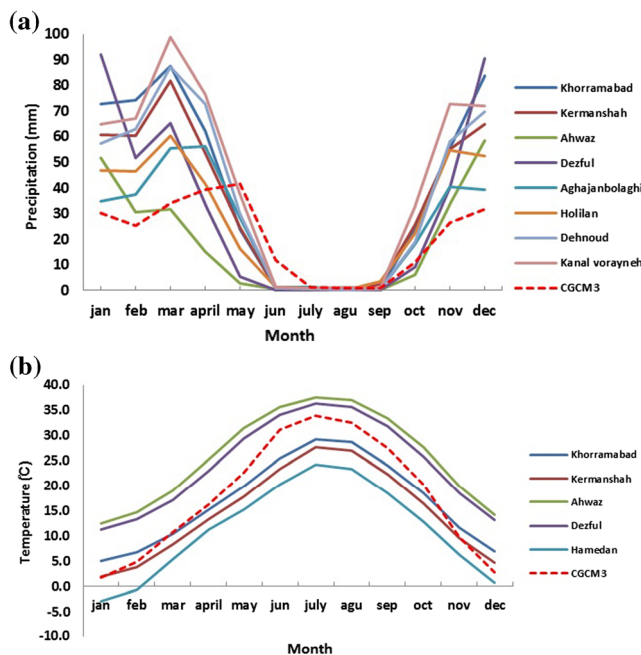 (a)
100
90
80
70
60
50
40
30
20
10
0
Precipitation (mm)
jan feb mar april may jun july agu sep oct nov dec
Month
Khorramabad
Kermanshah
Ahwaz
Dezful
Aghajanbolaghi
Holilan
Dehnoud
Kanal vorayneh
CGCM3
(b)
40.0
35.0
30.0
25.0
20.0
15.0
10.0
5.0
0.0
-5.0
-10.0
Temperature (C)
jan feb mar april may jun july agu sep oct nov dec
Month
Khorramabad
Kermanshah
Ahwaz
Dezful
Hamedan
CGCM3